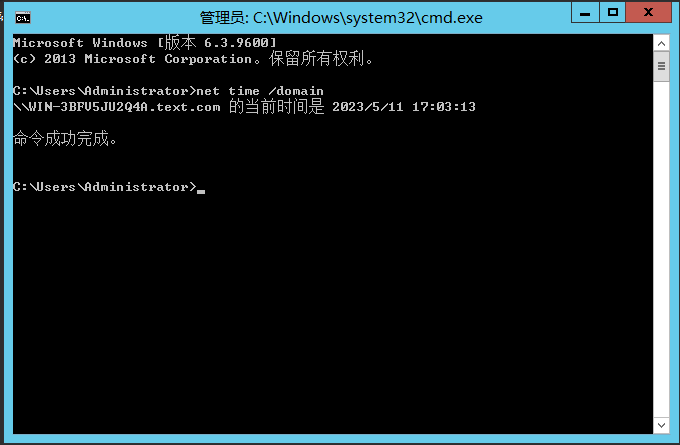 管理员: C:\Windows\system32\cmd.exe
Microsoft Windows [版本 6.3.9600]
(c) 2013 Microsoft Corporation。保留所有权利。
C:\Users\Administrator>net time /domain
\\WIN-3BFV5JU2Q4A.text.com 的当前时间是 2023/5/11 17:03:13
命令成功完成。
C:\Users\Administrator>